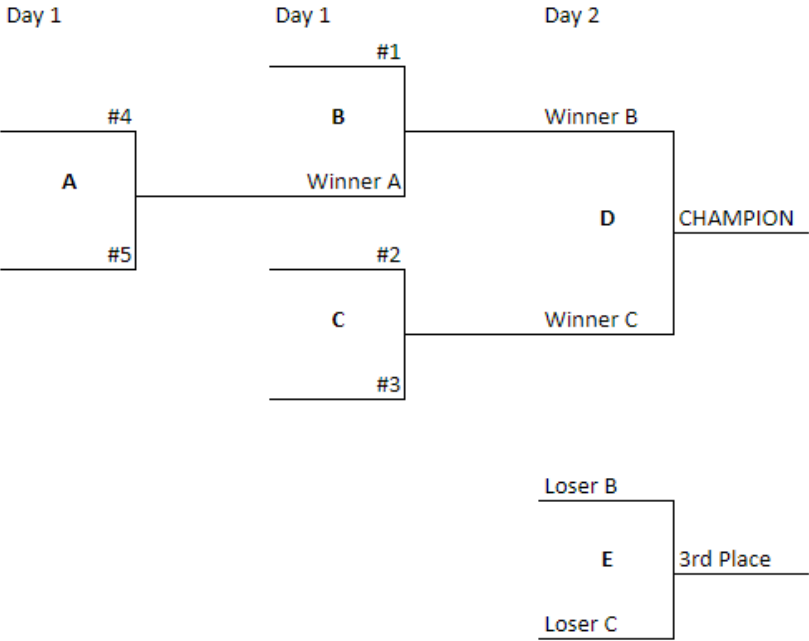 Day 1
Day 1
Day 2
#1
#4
B
Winner B
A
Winner A
D
CHAMPION
#5
#2
C
Winner C
#3
Loser B
E
3rd Place
Loser C